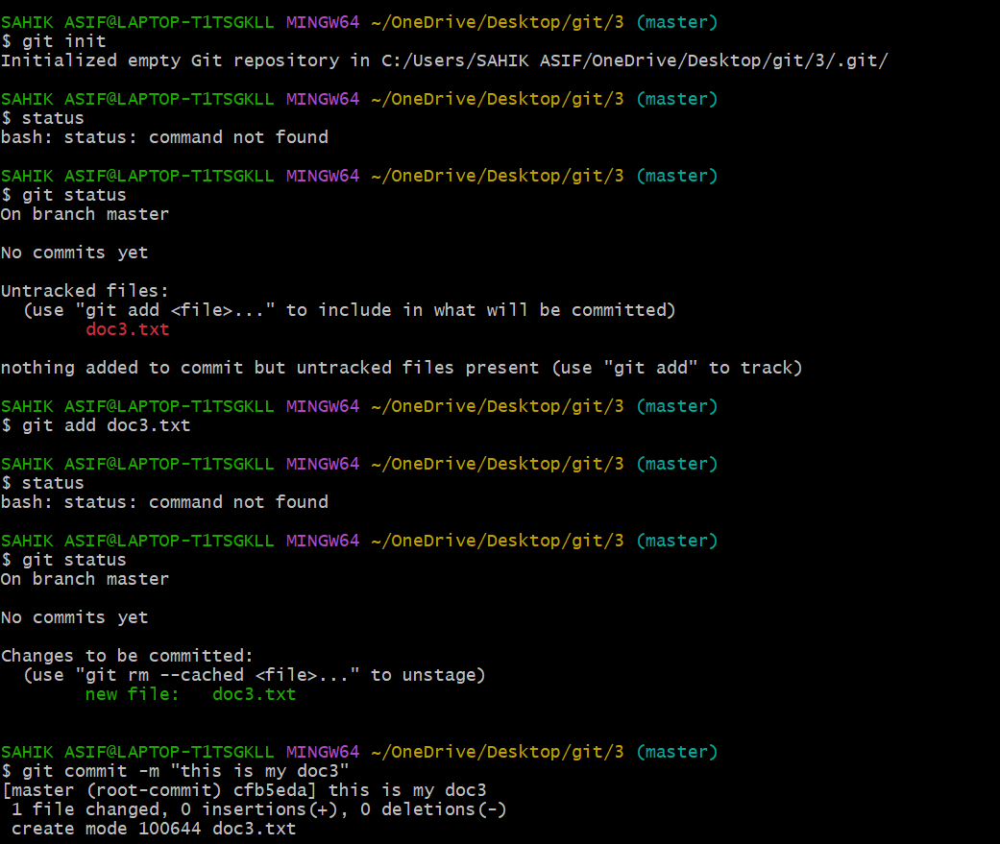 SAHIK ASIF@LAPTOP-T1TSGKLL MINGW64 ~/OneDrive/Desktop/git/3 (master)
$ git init
Initialized empty Git repository in C:/Users/SAHIK ASIF/OneDrive/Desktop/git/3/.git/

SAHIK ASIF@LAPTOP-T1TSGKLL MINGW64 ~/OneDrive/Desktop/git/3 (master)
$ status
bash: status: command not found

SAHIK ASIF@LAPTOP-T1TSGKLL MINGW64 ~/OneDrive/Desktop/git/3 (master)
$ git status
On branch master

No commits yet

Untracked files:
  (use "git add <file>..." to include in what will be committed)
        doc3.txt

nothing added to commit but untracked files present (use "git add" to track)

SAHIK ASIF@LAPTOP-T1TSGKLL MINGW64 ~/OneDrive/Desktop/git/3 (master)
$ git add doc3.txt

SAHIK ASIF@LAPTOP-T1TSGKLL MINGW64 ~/OneDrive/Desktop/git/3 (master)
$ status
bash: status: command not found

SAHIK ASIF@LAPTOP-T1TSGKLL MINGW64 ~/OneDrive/Desktop/git/3 (master)
$ git status
On branch master

No commits yet

Changes to be committed:
  (use "git rm --cached <file>..." to unstage)
        new file:   doc3.txt


SAHIK ASIF@LAPTOP-T1TSGKLL MINGW64 ~/OneDrive/Desktop/git/3 (master)
$ git commit -m "this is my doc3"
[master (root-commit) cfb5eda] this is my doc3
 1 file changed, 0 insertions(+), 0 deletions(-)
 create mode 100644 doc3.txt